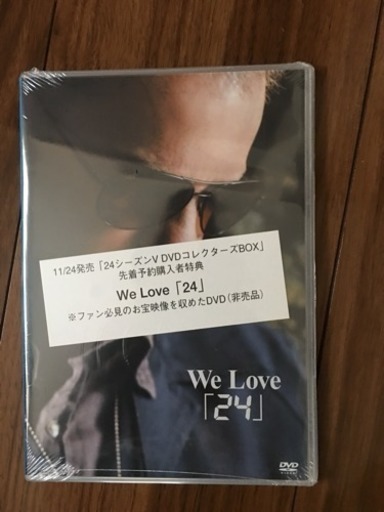 11/24発売「24シーズンV DVDコレクターズBOX」
先着予約購入者特典
We Love「24」
※ファン必見のお宝映像を収めたDVD（非売品）
We Love
「24」
DVD
VIDEO